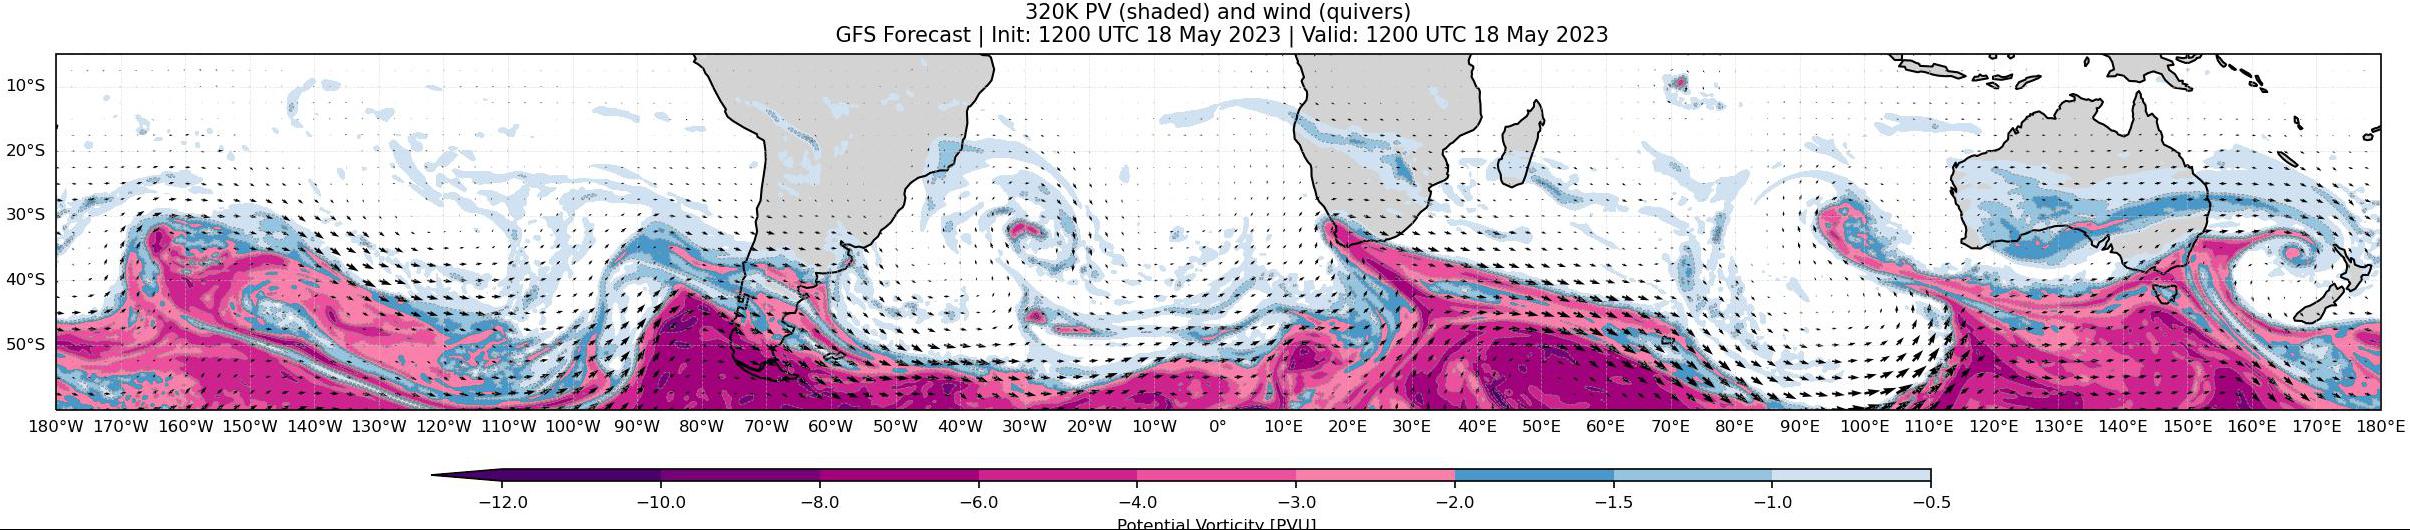 320K PV (shaded) and wind (quivers)
GFS Forecast | Init: 1200 UTC 18 May 2023 | Valid: 1200 UTC 18 May 2023
10°S
20°S
30°S
40°S
50°S
180°W 170°W 160°W 150°W 140°W 130°W 120°W 110°W 100°W 90°W 80°W 70°W 60°W 50°W 40°W 30°W 20°W 10°W 0° 10°E 20°E 30°E 40°E 50°E 60°E 70°E 80°E 90°E 100°E 110°E 120°E 130°E 140°E 150°E 160°E 170°E 180°E
−12.0 −10.0 −8.0 −6.0 −4.0 −3.0 −2.0 −1.5 −1.0 −0.5
Potential Vorticity [PVU]